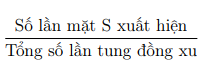 Số lần mặt S xuất hiện
Tổng số lần tung đồng xu